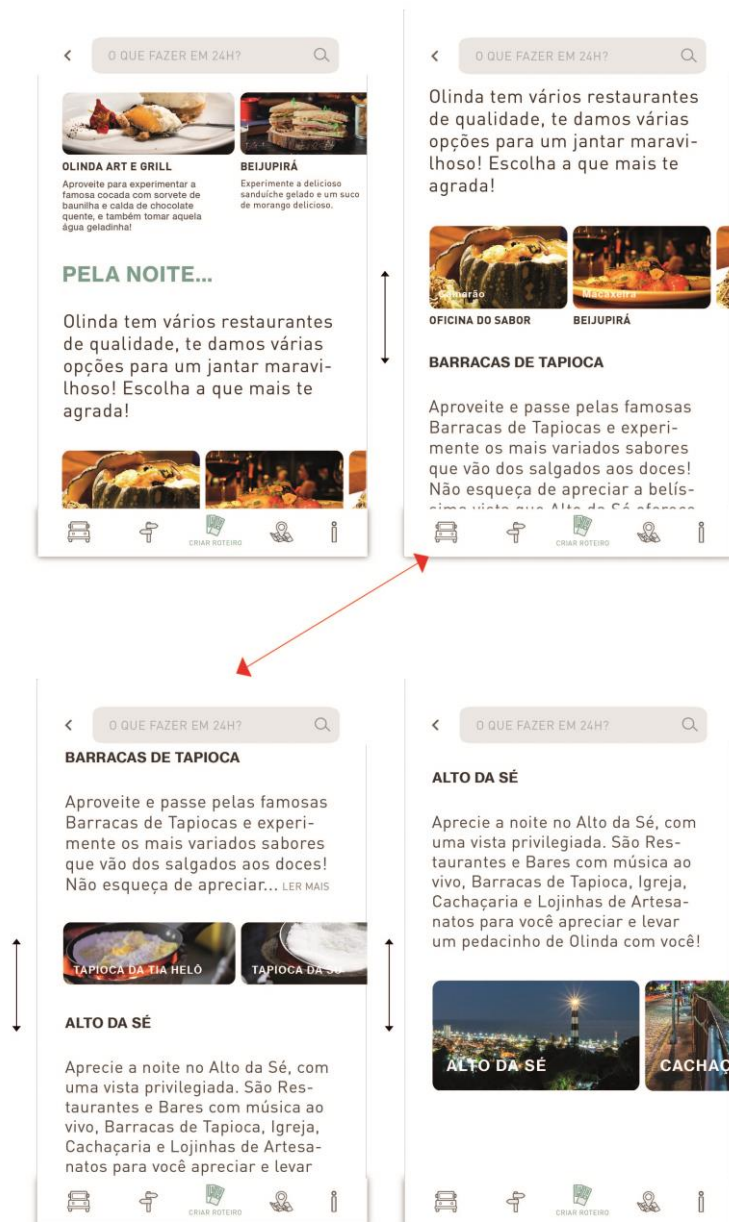 O QUE FAZER EM 24H?
OLINDA ART E GRILL
Aproveite para experimentar a
famosa cocada com sorvete de
baunilha e calda de chocolate
quente, e também tomar aquela
água geladinha!
BEIJUPIRÁ
Experimente a delicioso
sanduíche gelado e um suco
de morango delicioso.
PELA NOITE...
Olinda tem vários restaurantes
de qualidade, te damos várias
opções para um jantar maravi-
lhoso! Escolha a que mais te
agrada!
CRIAR ROTEIRO
O QUE FAZER EM 24H?
Olinda tem vários restaurantes
de qualidade, te damos várias
opções para um jantar maravi-
lhoso! Escolha a que mais te
agrada!
Camarão
Macaxeira
OFICINA DO SABOR
BEIJUPIRÁ
BARRACAS DE TAPIOCA
Aproveite e passe pelas famosas
Barracas de Tapiocas e experi-
mente os mais variados sabores
que vão dos salgados aos doces!
Não esqueça de apreciar a belís-
sima vista que Alto da Sé oferece
CRIAR ROTEIRO
O QUE FAZER EM 24H?
BARRACAS DE TAPIOCA
Aproveite e passe pelas famosas
Barracas de Tapiocas e experi-
mente os mais variados sabores
que vão dos salgados aos doces!
Não esqueça de apreciar... LER MAIS
TAPIOCA DA TIA HELÔ
TAPIOCA DA
ALTO DA SÉ
Aprecie a noite no Alto da Sé, com
uma vista privilegiada. São Res-
taurantes e Bares com música ao
vivo, Barracas de Tapioca, Igreja,
Cachaçaria e Lojinhas de Artesa-
natos para você apreciar e levar
CRIAR ROTEIRO
O QUE FAZER EM 24H?
ALTO DA SÉ
Aprecie a noite no Alto da Sé, com
uma vista privilegiada. São Res-
taurantes e Bares com música ao
vivo, Barracas de Tapioca, Igreja,
Cachaçaria e Lojinhas de Artesa-
natos para você apreciar e levar
um pedacinho de Olinda com você!
ALTO DA SÉ
CACHAÇ
CRIAR ROTEIRO